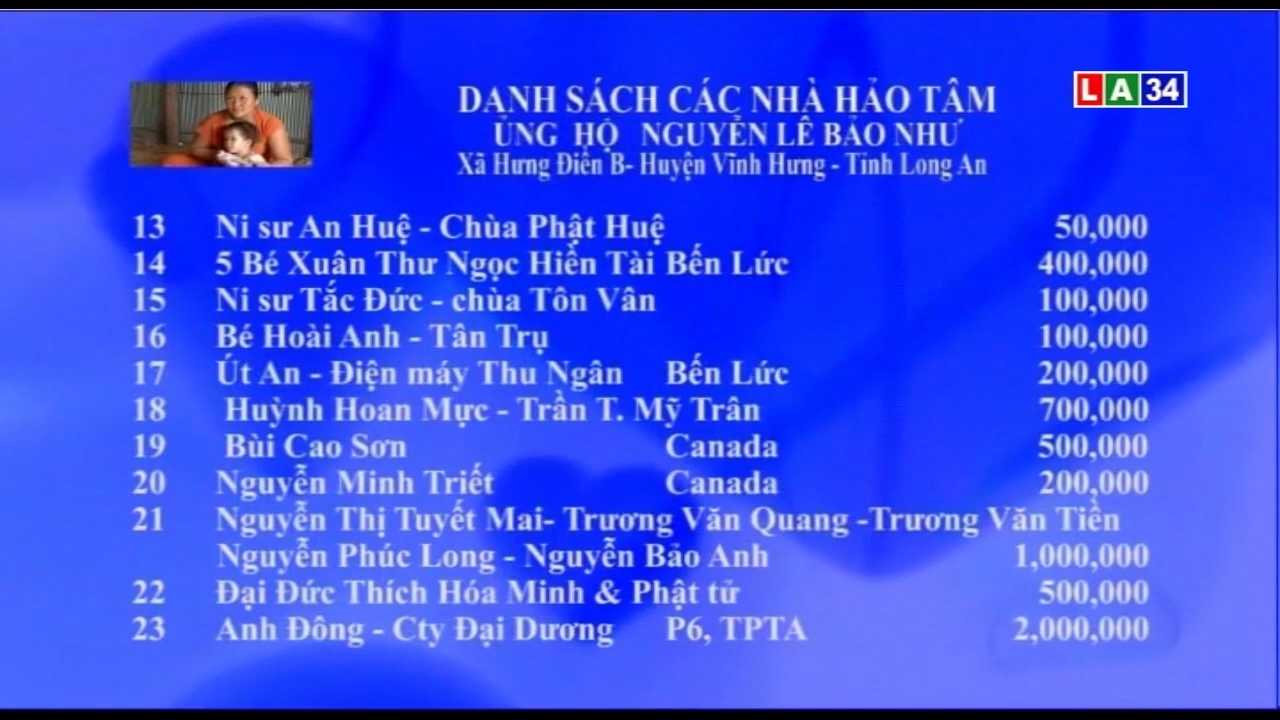 LA34
DANH SÁCH CÁC NHÀ HẢO TÂM
ỦNG HỘ NGUYỄN LÊ BẢO NHƯ
Xã Hưng Điền B- Huyện Vĩnh Hưng - Tỉnh Long An
13 Ni sư An Huệ - Chùa Phật Huệ 50,000
14 5 Bé Xuân Thư Ngọc Hiền Tài Bến Lức 400,000
15 Ni sư Tắc Đức - chùa Tôn Vân 100,000
16 Bé Hoài Anh - Tân Trụ 100,000
17 Út An - Điện máy Thu Ngân Bến Lức 200,000
18 Huỳnh Hoan Mực - Trần T. Mỹ Trân 700,000
19 Bùi Cao Sơn Canada 500,000
20 Nguyễn Minh Triết Canada 200,000
21 Nguyễn Thị Tuyết Mai- Trương Văn Quang -Trương Văn Tiền
Nguyễn Phúc Long - Nguyễn Bảo Anh 1,000,000
22 Đại Đức Thích Hóa Minh & Phật tử 500,000
23 Anh Đông - Cty Đại Dương P6, TPTA 2,000,000